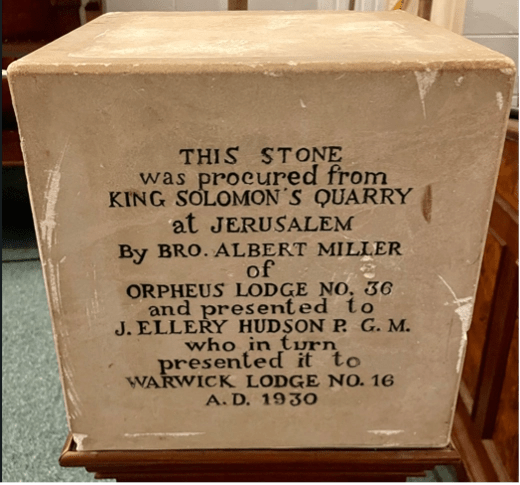 THIS STONE
was procured from
KING SOLOMON'S QUARRY
at JERUSALEM
By BRO. ALBERT MILLER
of
ORPHEUS LODGE NO. 36
and presented to
J. ELLERY HUDSON P. G. M.
who in turn
presented it to
WARWICK LODGE NO. 16
A.D. 1930